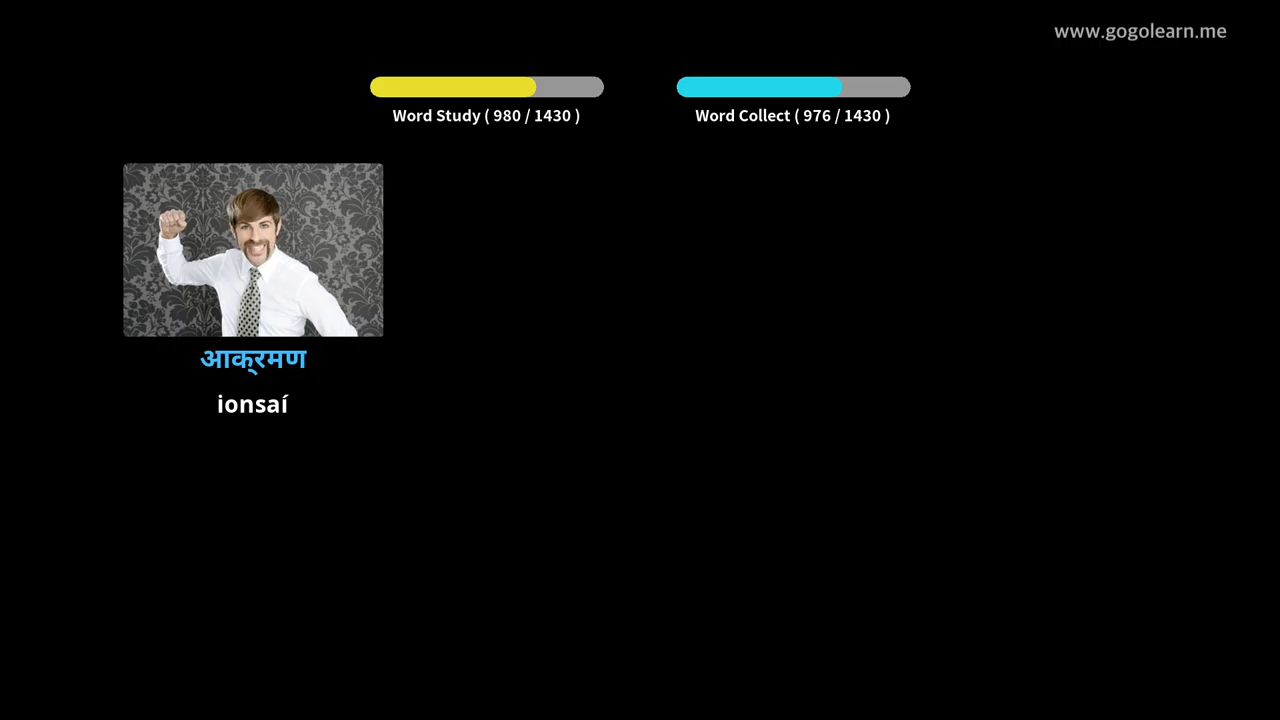 www.gogolearn.me
Word Study ( 980 / 1430 )
Word Collect ( 976 / 1430 )
आक्रमण
ionsaí